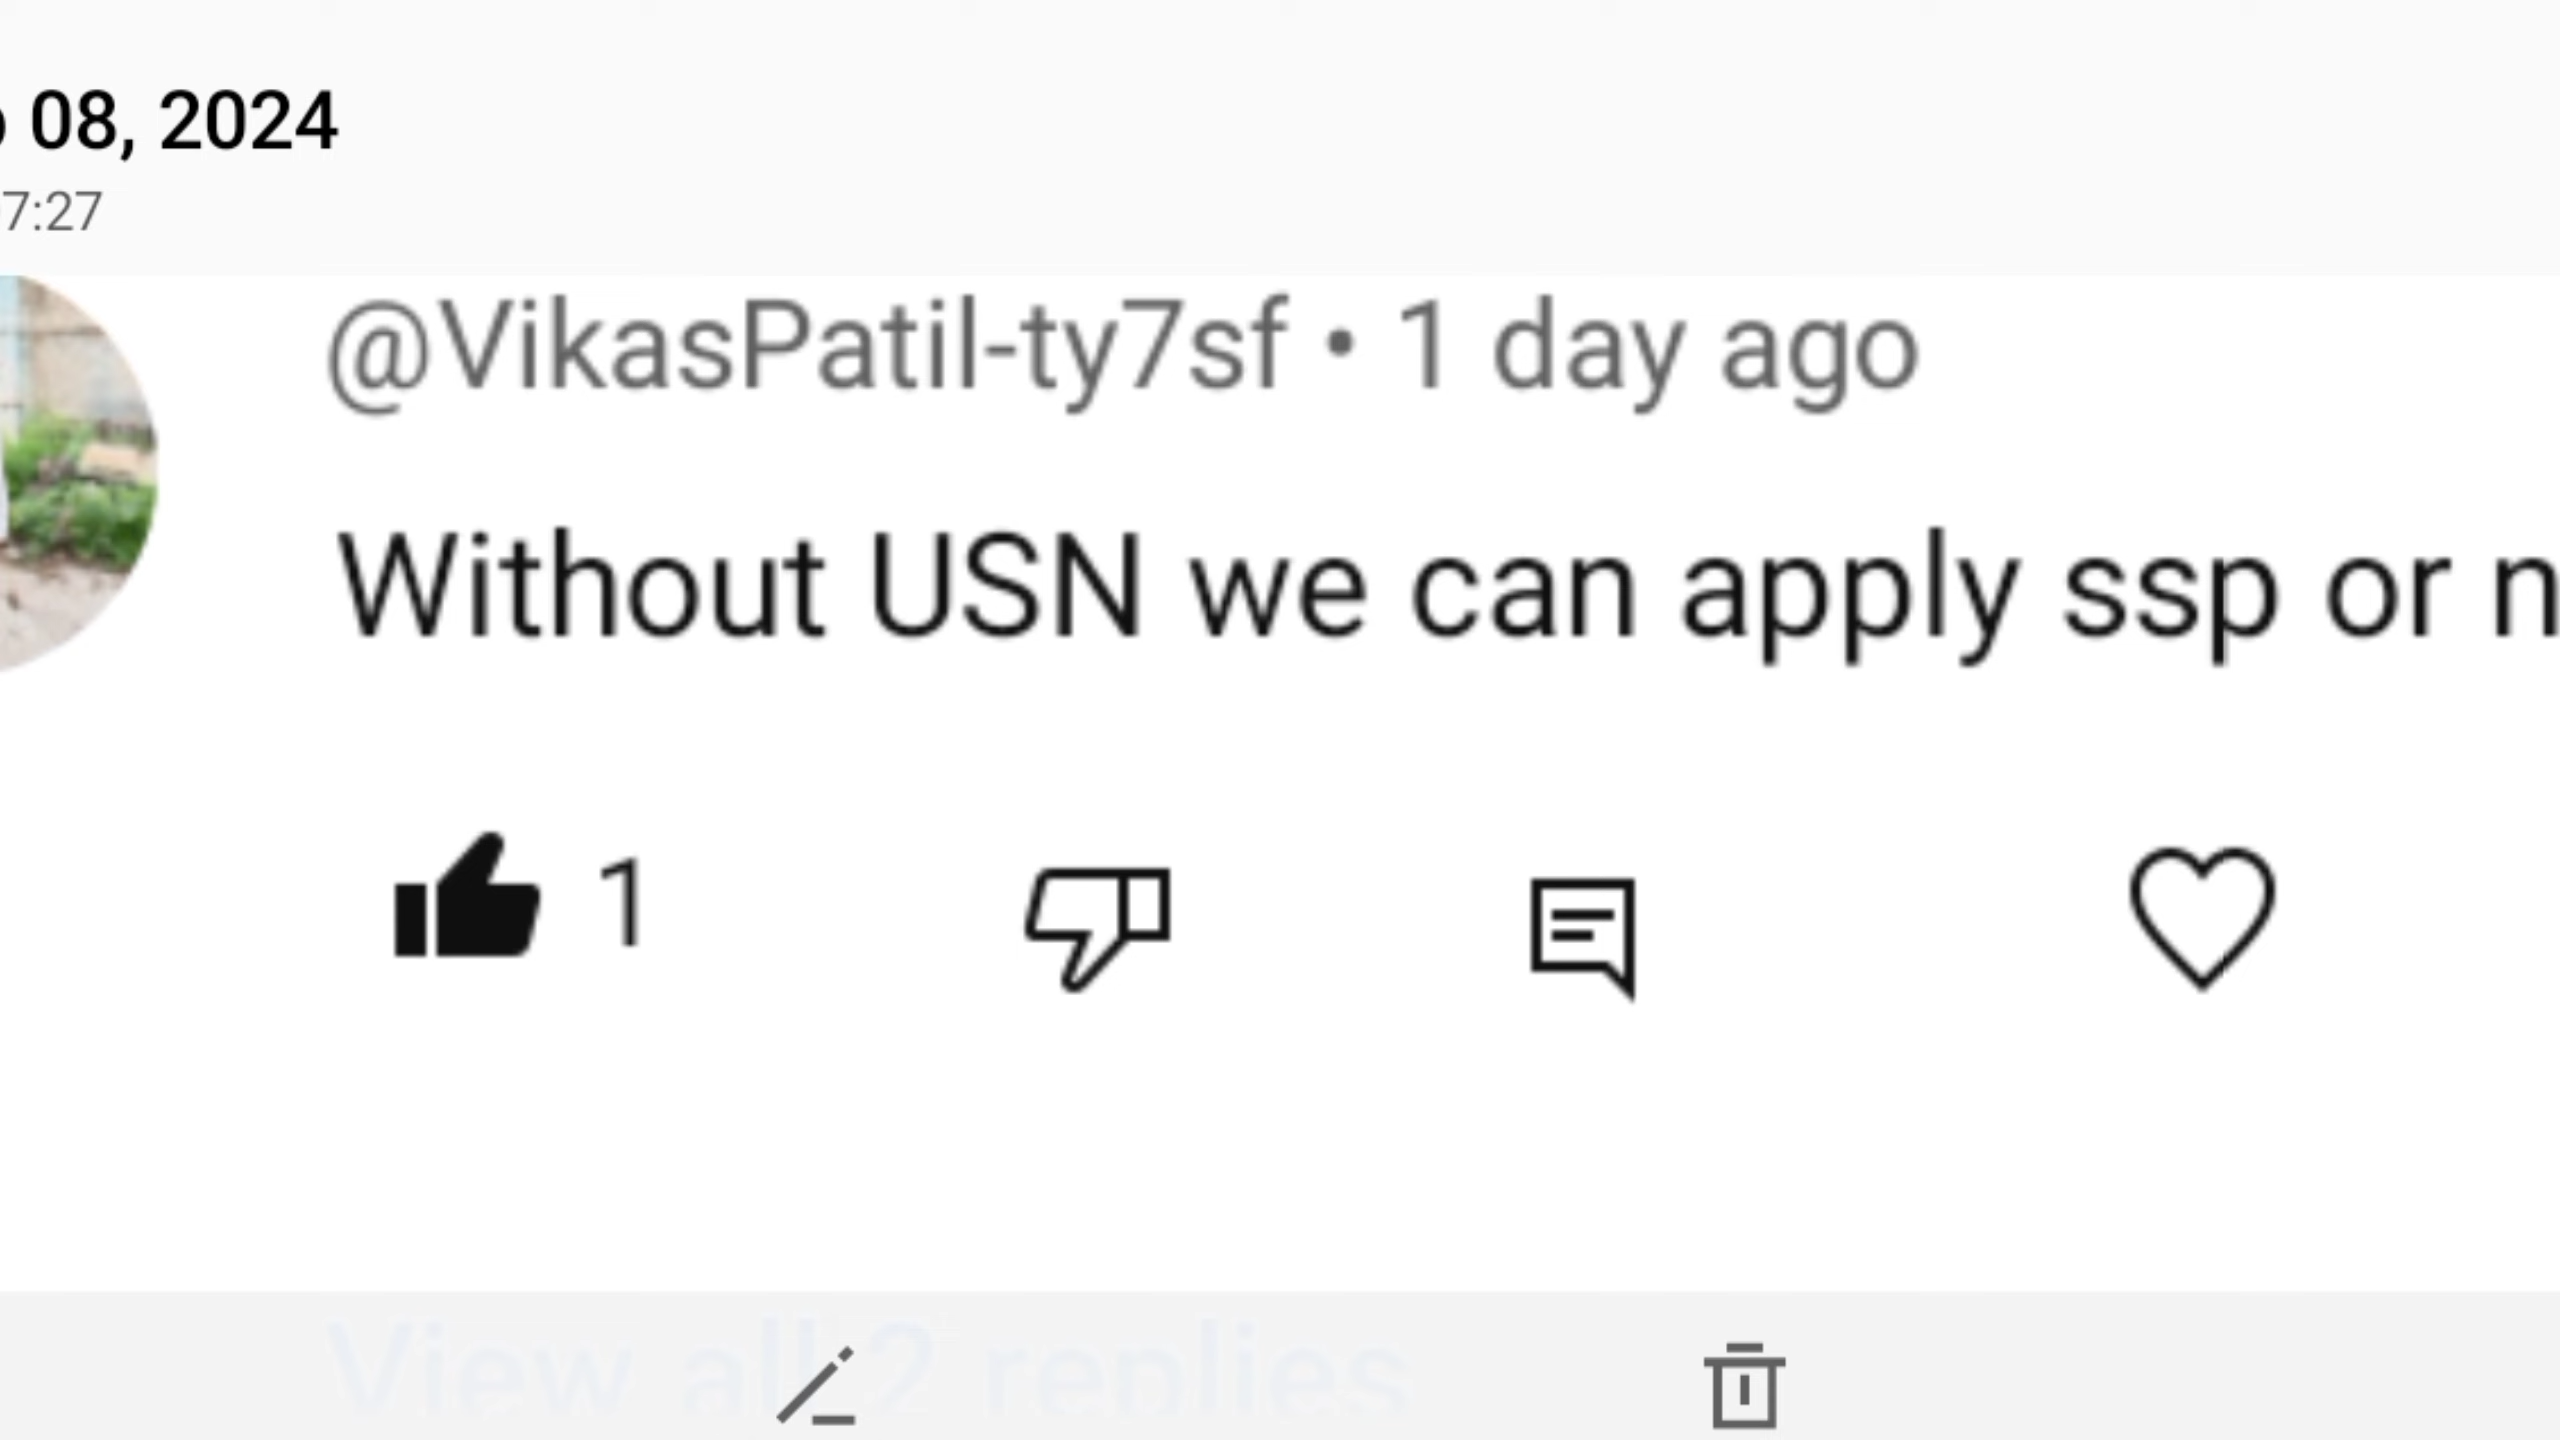 08, 2024
7:27
@VikasPatil-ty7sf • 1 day ago
Without USN we can apply ssp or
1
View all 2 replies